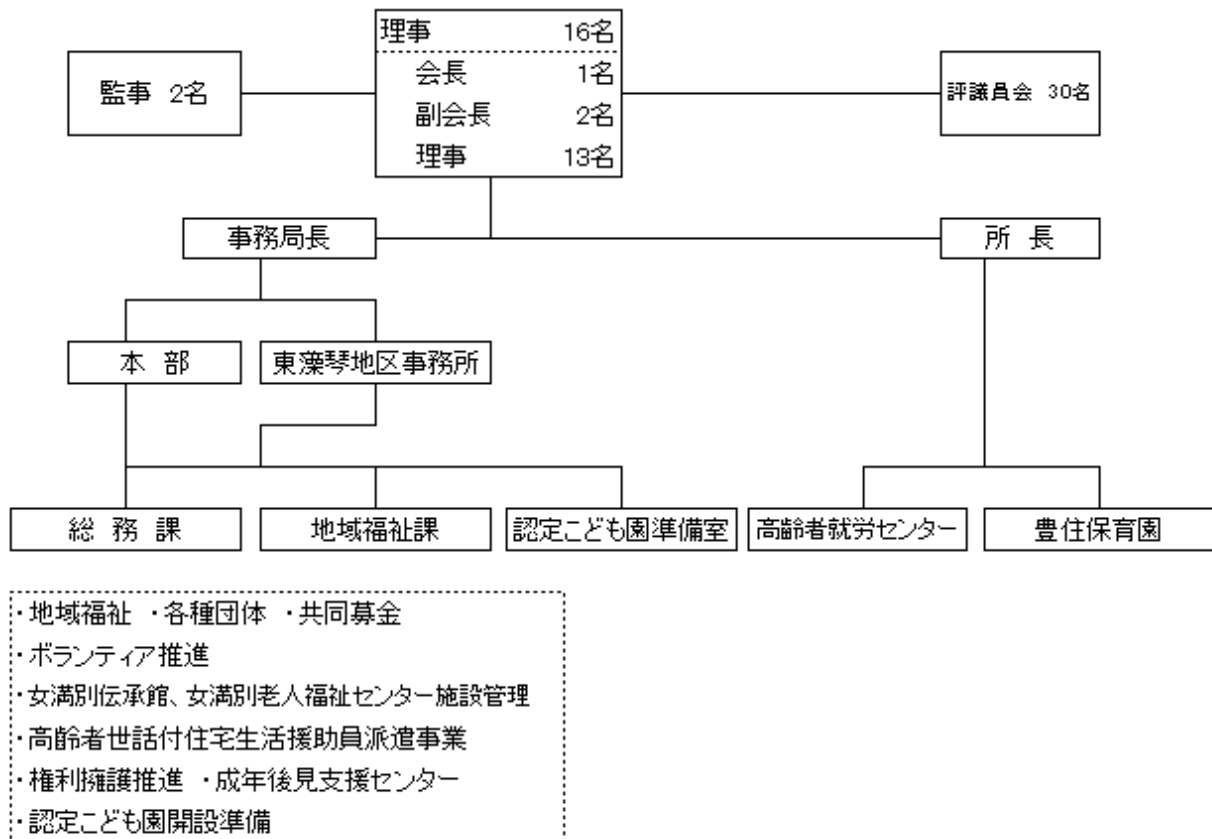 理事 16名
監事 2名
会長 1名
評議員会 30名
副会長 2名
理事 13名
事務局長
所 長
本 部
東藻琴地区事務所
総 務 課
地域福祉課
認定こども園準備室
高齢者就労センター
豊住保育園
・地域福祉 ・各種団体 ・共同募金
・ボランティア推進
・女満別伝承館、女満別老人福祉センター施設管理
・高齢者世話付住宅生活援助員派遣事業
・権利擁護推進 ・成年後見支援センター
・認定こども園開設準備